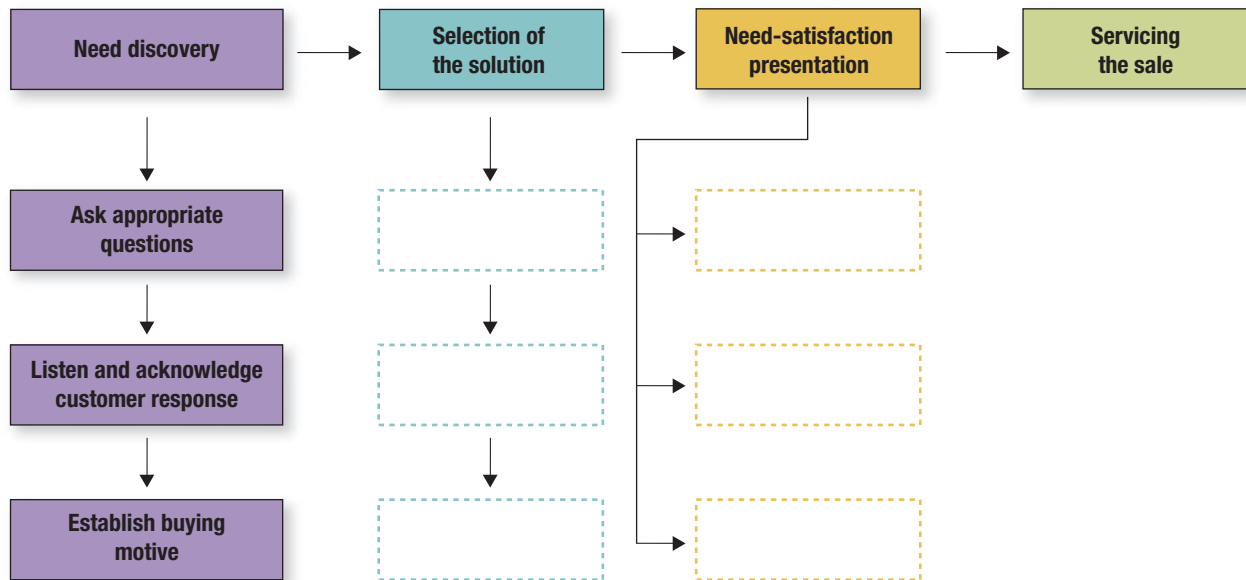 Need discovery
Selection of
the solution
Need-satisfaction
presentation
Servicing
the sale
Ask appropriate
questions
Listen and acknowledge
customer response
Establish buying
motive